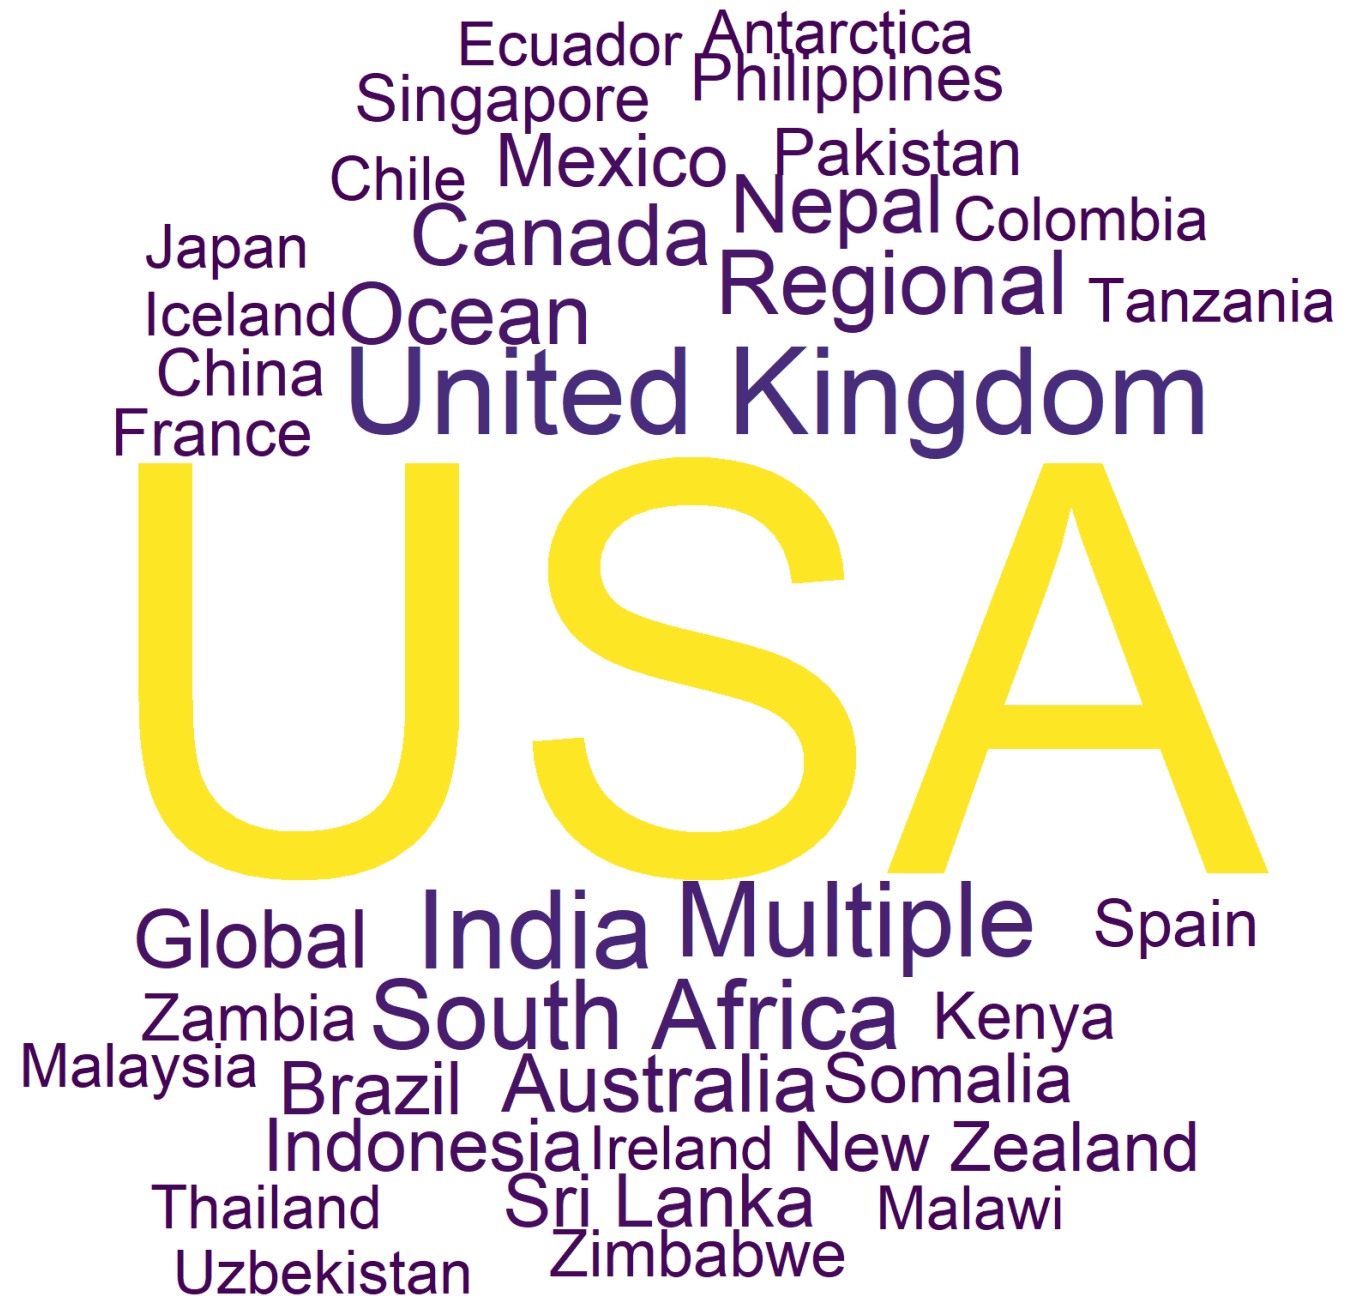 Ecuador Antarctica
Singapore Philippines
Chile Mexico Pakistan
Japan Canada Nepal Colombia
Iceland Ocean Regional Tanzania
China United Kingdom
France
USA
Global India Multiple Spain
Zambia South Africa Kenya
Malaysia Brazil Australia Somalia
Indonesia Ireland New Zealand
Thailand Sri Lanka Malawi
Uzbekistan Zimbabwe